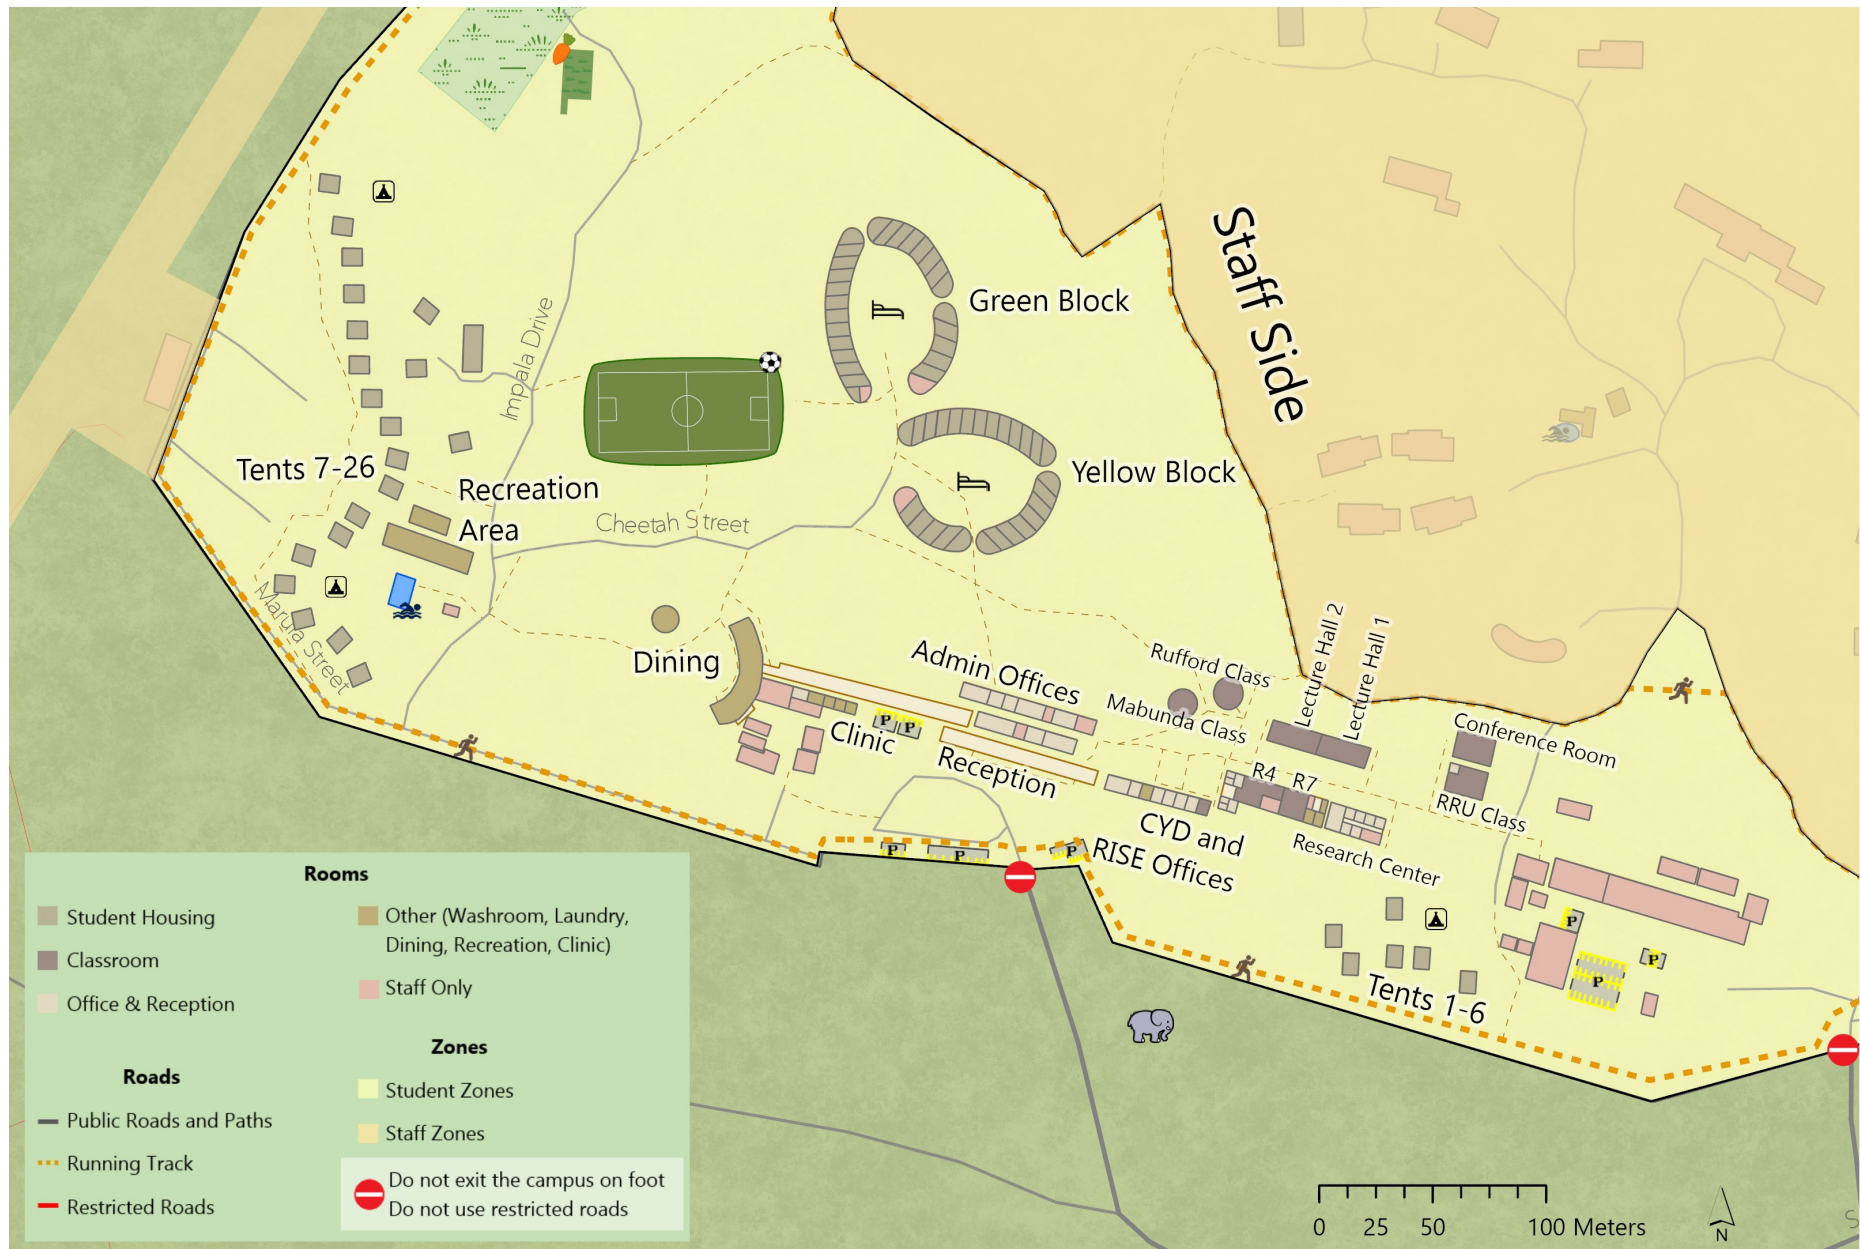 Staff Side
Green Block
Impala Drive
Tents 7-26
Recreation
Area
Yellow Block
Cheetah Street
Marula Street
Dining
Admin Offices
Rufford Class
Mabunda Class
Lecture Hall 2
Lecture Hall 1
Conference Room
Clinic
Reception
R4
R7
RRU Class
CYD and
RISE Offices
Research Center
P
P
P
P
P
P
P
P
Tents 1-6
Rooms
Student Housing
Classroom
Office & Reception
Other (Washroom, Laundry,
Dining, Recreation, Clinic)
Staff Only
Roads
Public Roads and Paths
Running Track
Restricted Roads
Zones
Student Zones
Staff Zones
Do not exit the campus on foot
Do not use restricted roads
0 25 50 100 Meters
N
S